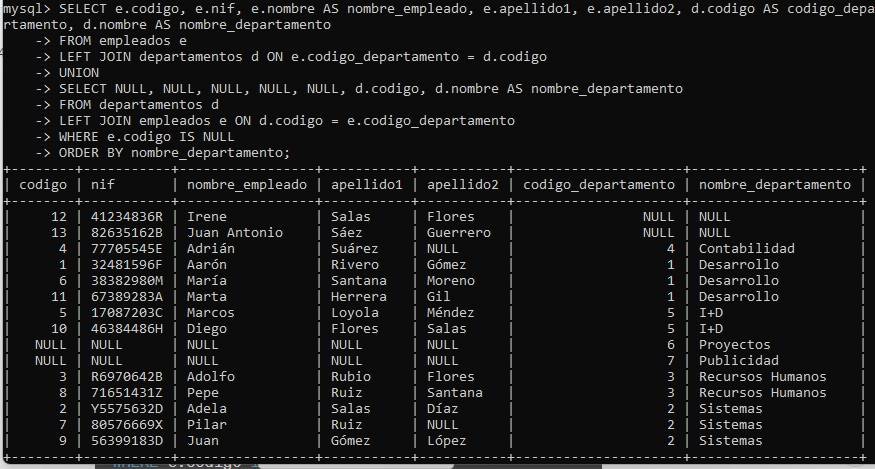 mysql> SELECT e.codigo, e.nif, e.nombre AS nombre_empleado, e.apellido1, e.apellido2, d.codigo AS codigo_depa
rtamento, d.nombre AS nombre_departamento
    -> FROM empleados e
    -> LEFT JOIN departamentos d ON e.codigo_departamento = d.codigo
    -> UNION
    -> SELECT NULL, NULL, NULL, NULL, NULL, d.codigo, d.nombre AS nombre_departamento
    -> FROM departamentos d
    -> LEFT JOIN empleados e ON d.codigo = e.codigo_departamento
    -> WHERE e.codigo IS NULL
    -> ORDER BY nombre_departamento;
+--------+-----------+-----------------+-----------+-----------+---------------------+---------------------+
| codigo | nif       | nombre_empleado | apellido1 | apellido2 | codigo_departamento | nombre_departamento |
+--------+-----------+-----------------+-----------+-----------+---------------------+---------------------+
|     12 | 41234836R | Irene           | Salas     | Flores    |                NULL | NULL                |
|     13 | 82635162B | Juan Antonio    | Sáez      | Guerrero  |                NULL | NULL                |
|      4 | 77705545E | Adrián          | Suárez    | NULL      |                   4 | Contabilidad        |
|      1 | 32481596F | Aarón           | Rivero    | Gómez     |                   1 | Desarrollo          |
|      6 | 38382980M | María           | Santana   | Moreno    |                   1 | Desarrollo          |
|     11 | 67389283A | Marta           | Herrera   | Gil       |                   1 | Desarrollo          |
|      5 | 17087203C | Marcos          | Loyola    | Méndez    |                   5 | I+D                 |
|     10 | 46384486H | Diego           | Flores    | Salas     |                   5 | I+D                 |
|   NULL | NULL      | NULL            | NULL      | NULL      |                   6 | Proyectos           |
|   NULL | NULL      | NULL            | NULL      | NULL      |                   7 | Publicidad          |
|      3 | R6970642B | Adolfo          | Rubio     | Flores    |                   3 | Recursos Humanos    |
|      8 | 71651431Z | Pepe            | Ruiz      | Santana   |                   3 | Recursos Humanos    |
|      2 | Y5575632D | Adela           | Salas     | Díaz      |                   2 | Sistemas            |
|      7 | 80576669X | Pilar           | Ruiz      | NULL      |                   2 | Sistemas            |
|      9 | 56399183D | Juan            | Gómez     | López     |                   2 | Sistemas            |
+--------+-----------+-----------------+-----------+-----------+---------------------+---------------------+